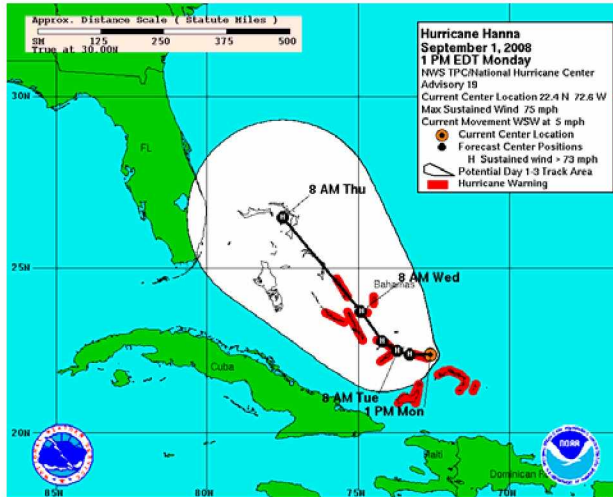 Approx. Distance Scale ( Statute Miles )
SM 125 250 375 500
True at 30.00N
Hurricane Hanna
September 1, 2008
1 PM EDT Monday
NWS TPC/National Hurricane Center
Advisory 19
Current Center Location 22.4 N 72.6 W
Max Sustained Wind 75 mph
Current Movement WSW at 5 mph
Current Center Location
Forecast Center Positions
H Sustained wind > 73 mph
Potential Day 1-3 Track Area
Hurricane Warning
30N
FL
8 AM Thu
H
25N
8 AM Wed
Bahamas
H
H
H
H
Cuba
8 AM Tue
1 PM Mon
20N
Haiti
Dominican
NOAA
85W
80W
75W
70W